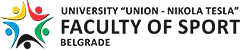 UNIVERSITY "UNION - NIKOLA TESLA"
FACULTY OF SPORT
BELGRADE